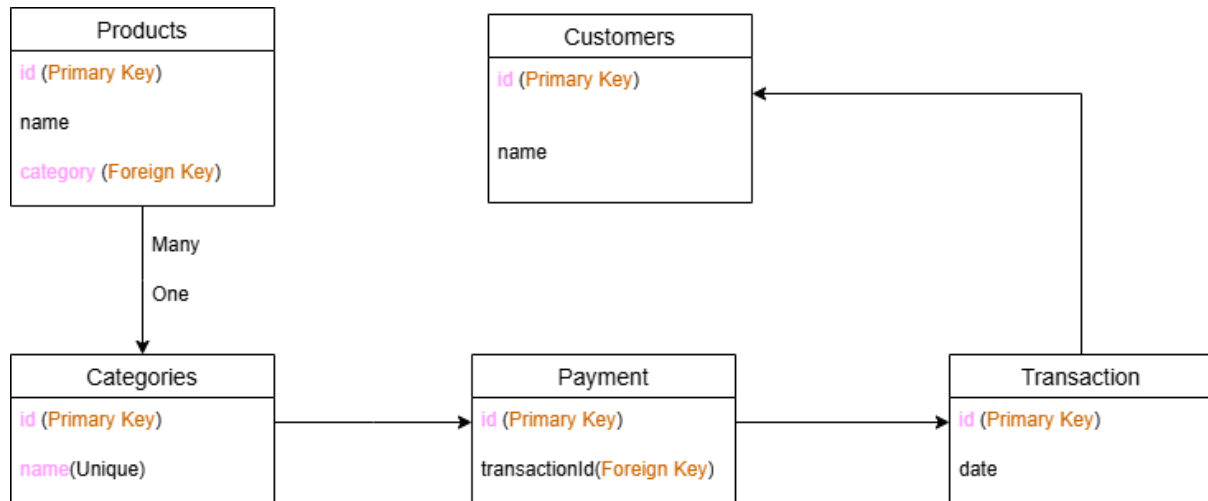 Products
id (Primary Key)
name
category (Foreign Key)
Customers
id (Primary Key)
name
Many
One
Categories
id (Primary Key)
name(Unique)
Payment
id (Primary Key)
transactionId(Foreign Key)
Transaction
id (Primary Key)
date